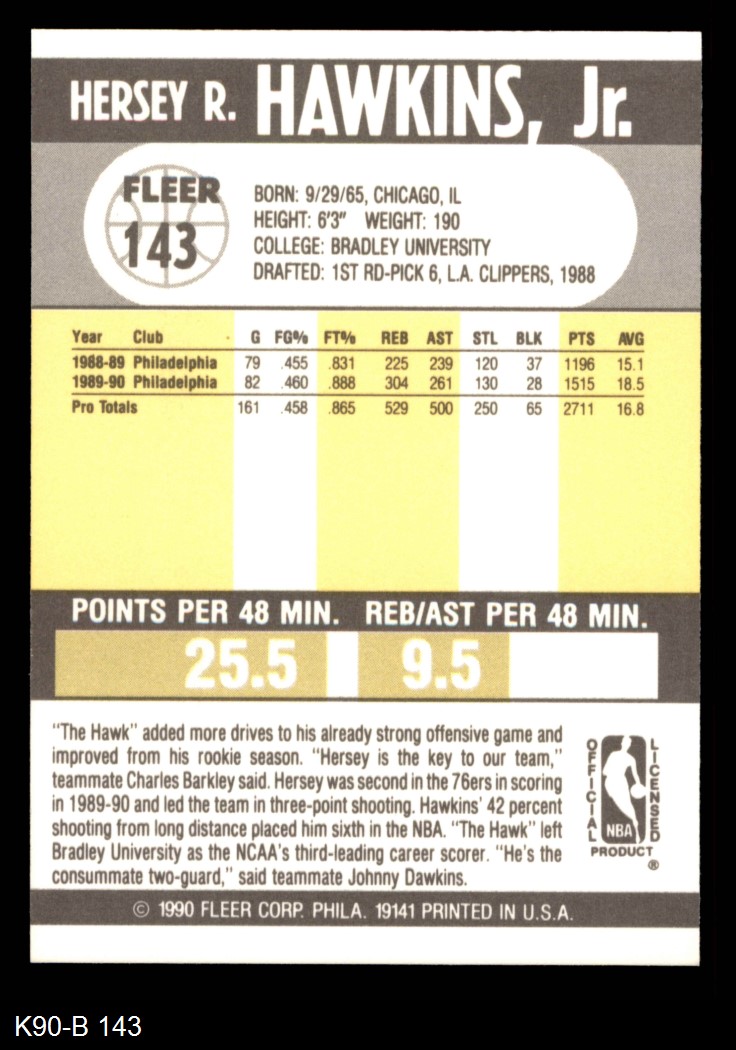 HERSEY R. HAWKINS, Jr.
FLEER
143
BORN: 9/29/65, CHICAGO, IL
HEIGHT: 6'3" WEIGHT: 190
COLLEGE: BRADLEY UNIVERSITY
DRAFTED: 1ST RD-PICK 6, L.A. CLIPPERS, 1988
Year Club G FG% FT% REB AST STL BLK PTS AVG
1988-89 Philadelphia 79 .455 .831 225 239 120 37 1196 15.1
1989-90 Philadelphia 82 .460 .888 304 261 130 28 1515 18.5
Pro Totals 161 .458 .865 529 500 250 65 2711 16.8
POINTS PER 48 MIN. REB/AST PER 48 MIN.
25.5 9.5
"The Hawk" added more drives to his already strong offensive game and
improved from his rookie season. "Hersey is the key to our team,"
teammate Charles Barkley said. Hersey was second in the 76ers in scoring
in 1989-90 and led the team in three-point shooting. Hawkins' 42 percent
shooting from long distance placed him sixth in the NBA. "The Hawk" left
Bradley University as the NCAA's third-leading career scorer. "He's the
consummate two-guard," said teammate Johnny Dawkins.
OFFICIAL
LICENSED
NBA
PRODUCT
®
© 1990 FLEER CORP. PHILA. 19141 PRINTED IN U.S.A.
K90-B 143